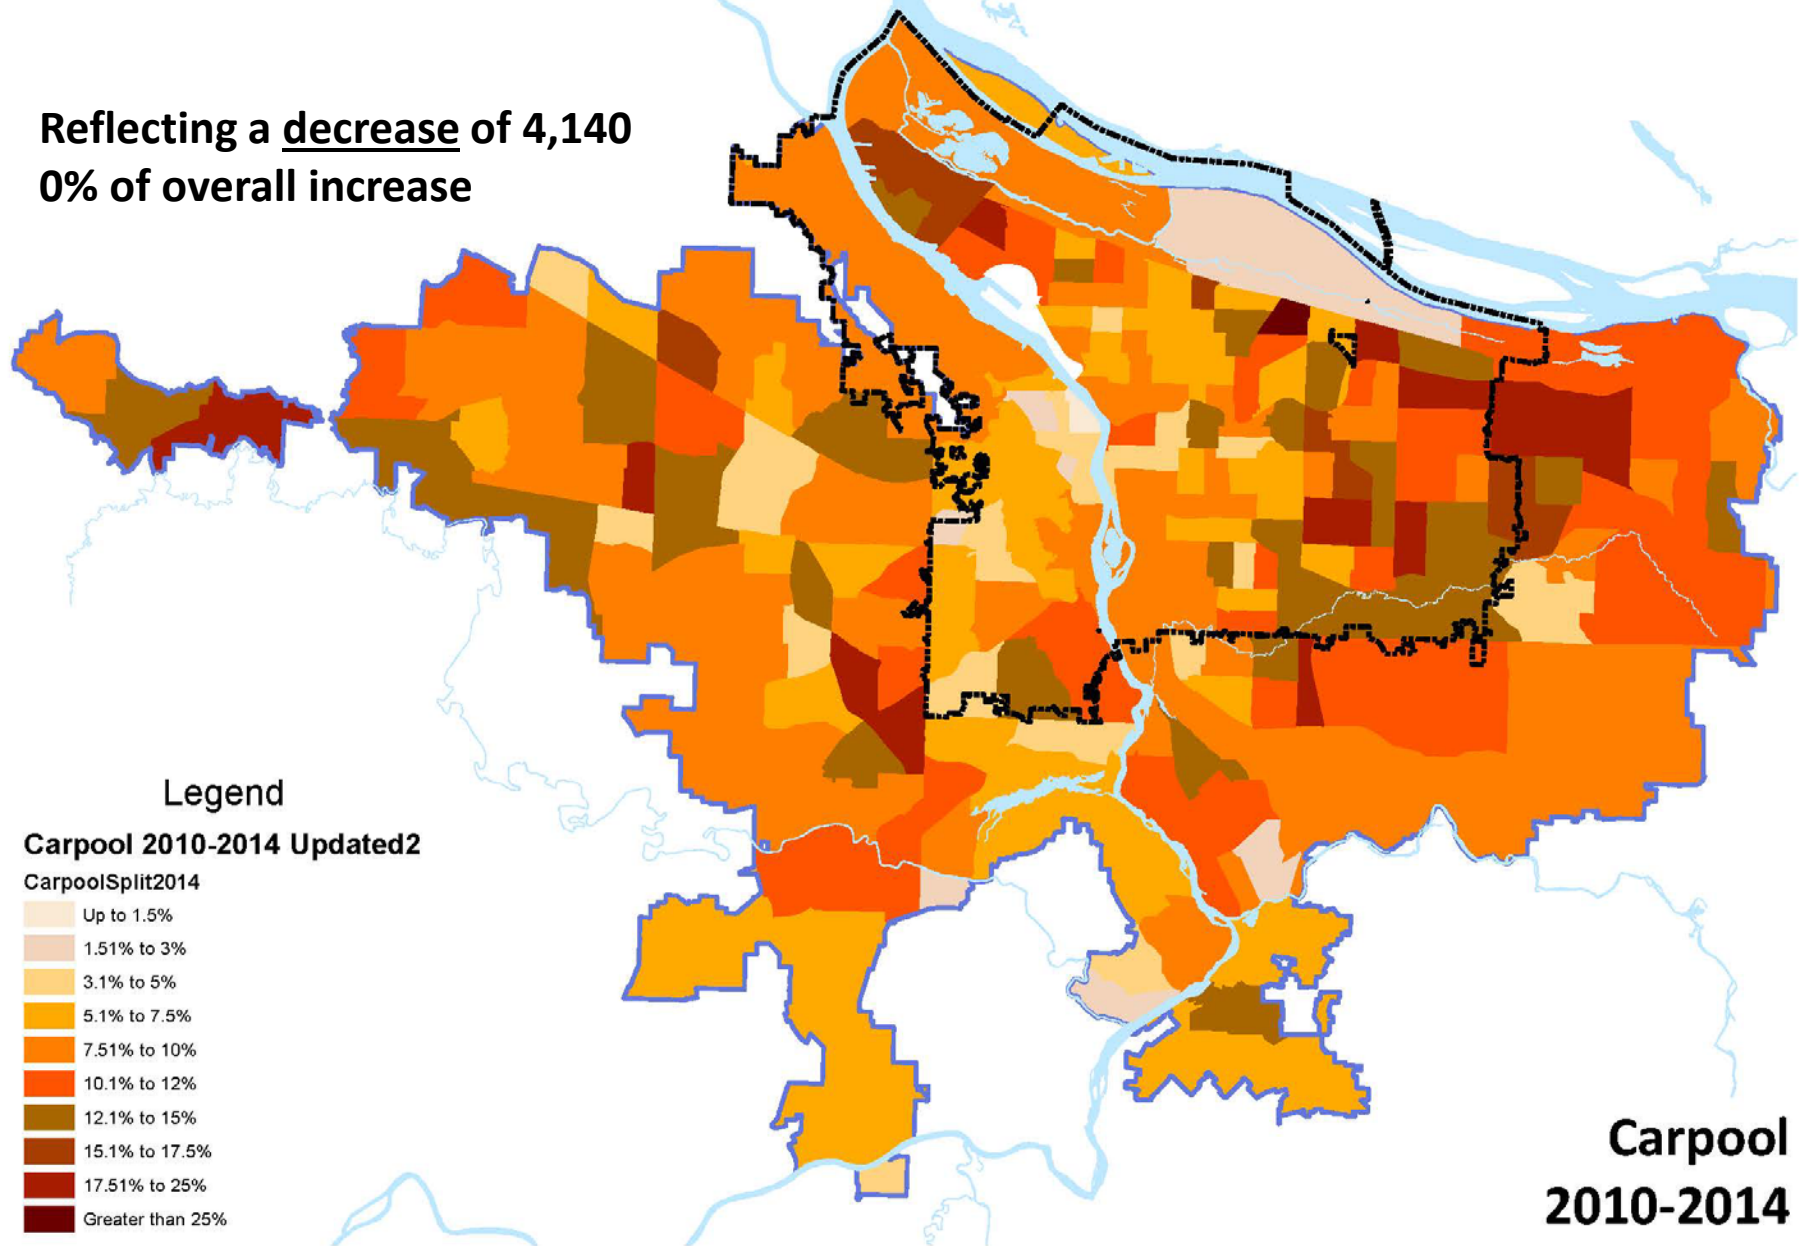 Reflecting a decrease of 4,140
0% of overall increase
Legend
Carpool 2010-2014 Updated2
CarpoolSplit2014
Up to 1.5%
1.51% to 3%
3.1% to 5%
5.1% to 7.5%
7.51% to 10%
10.1% to 12%
12.1% to 15%
15.1% to 17.5%
17.51% to 25%
Greater than 25%
Carpool
2010-2014